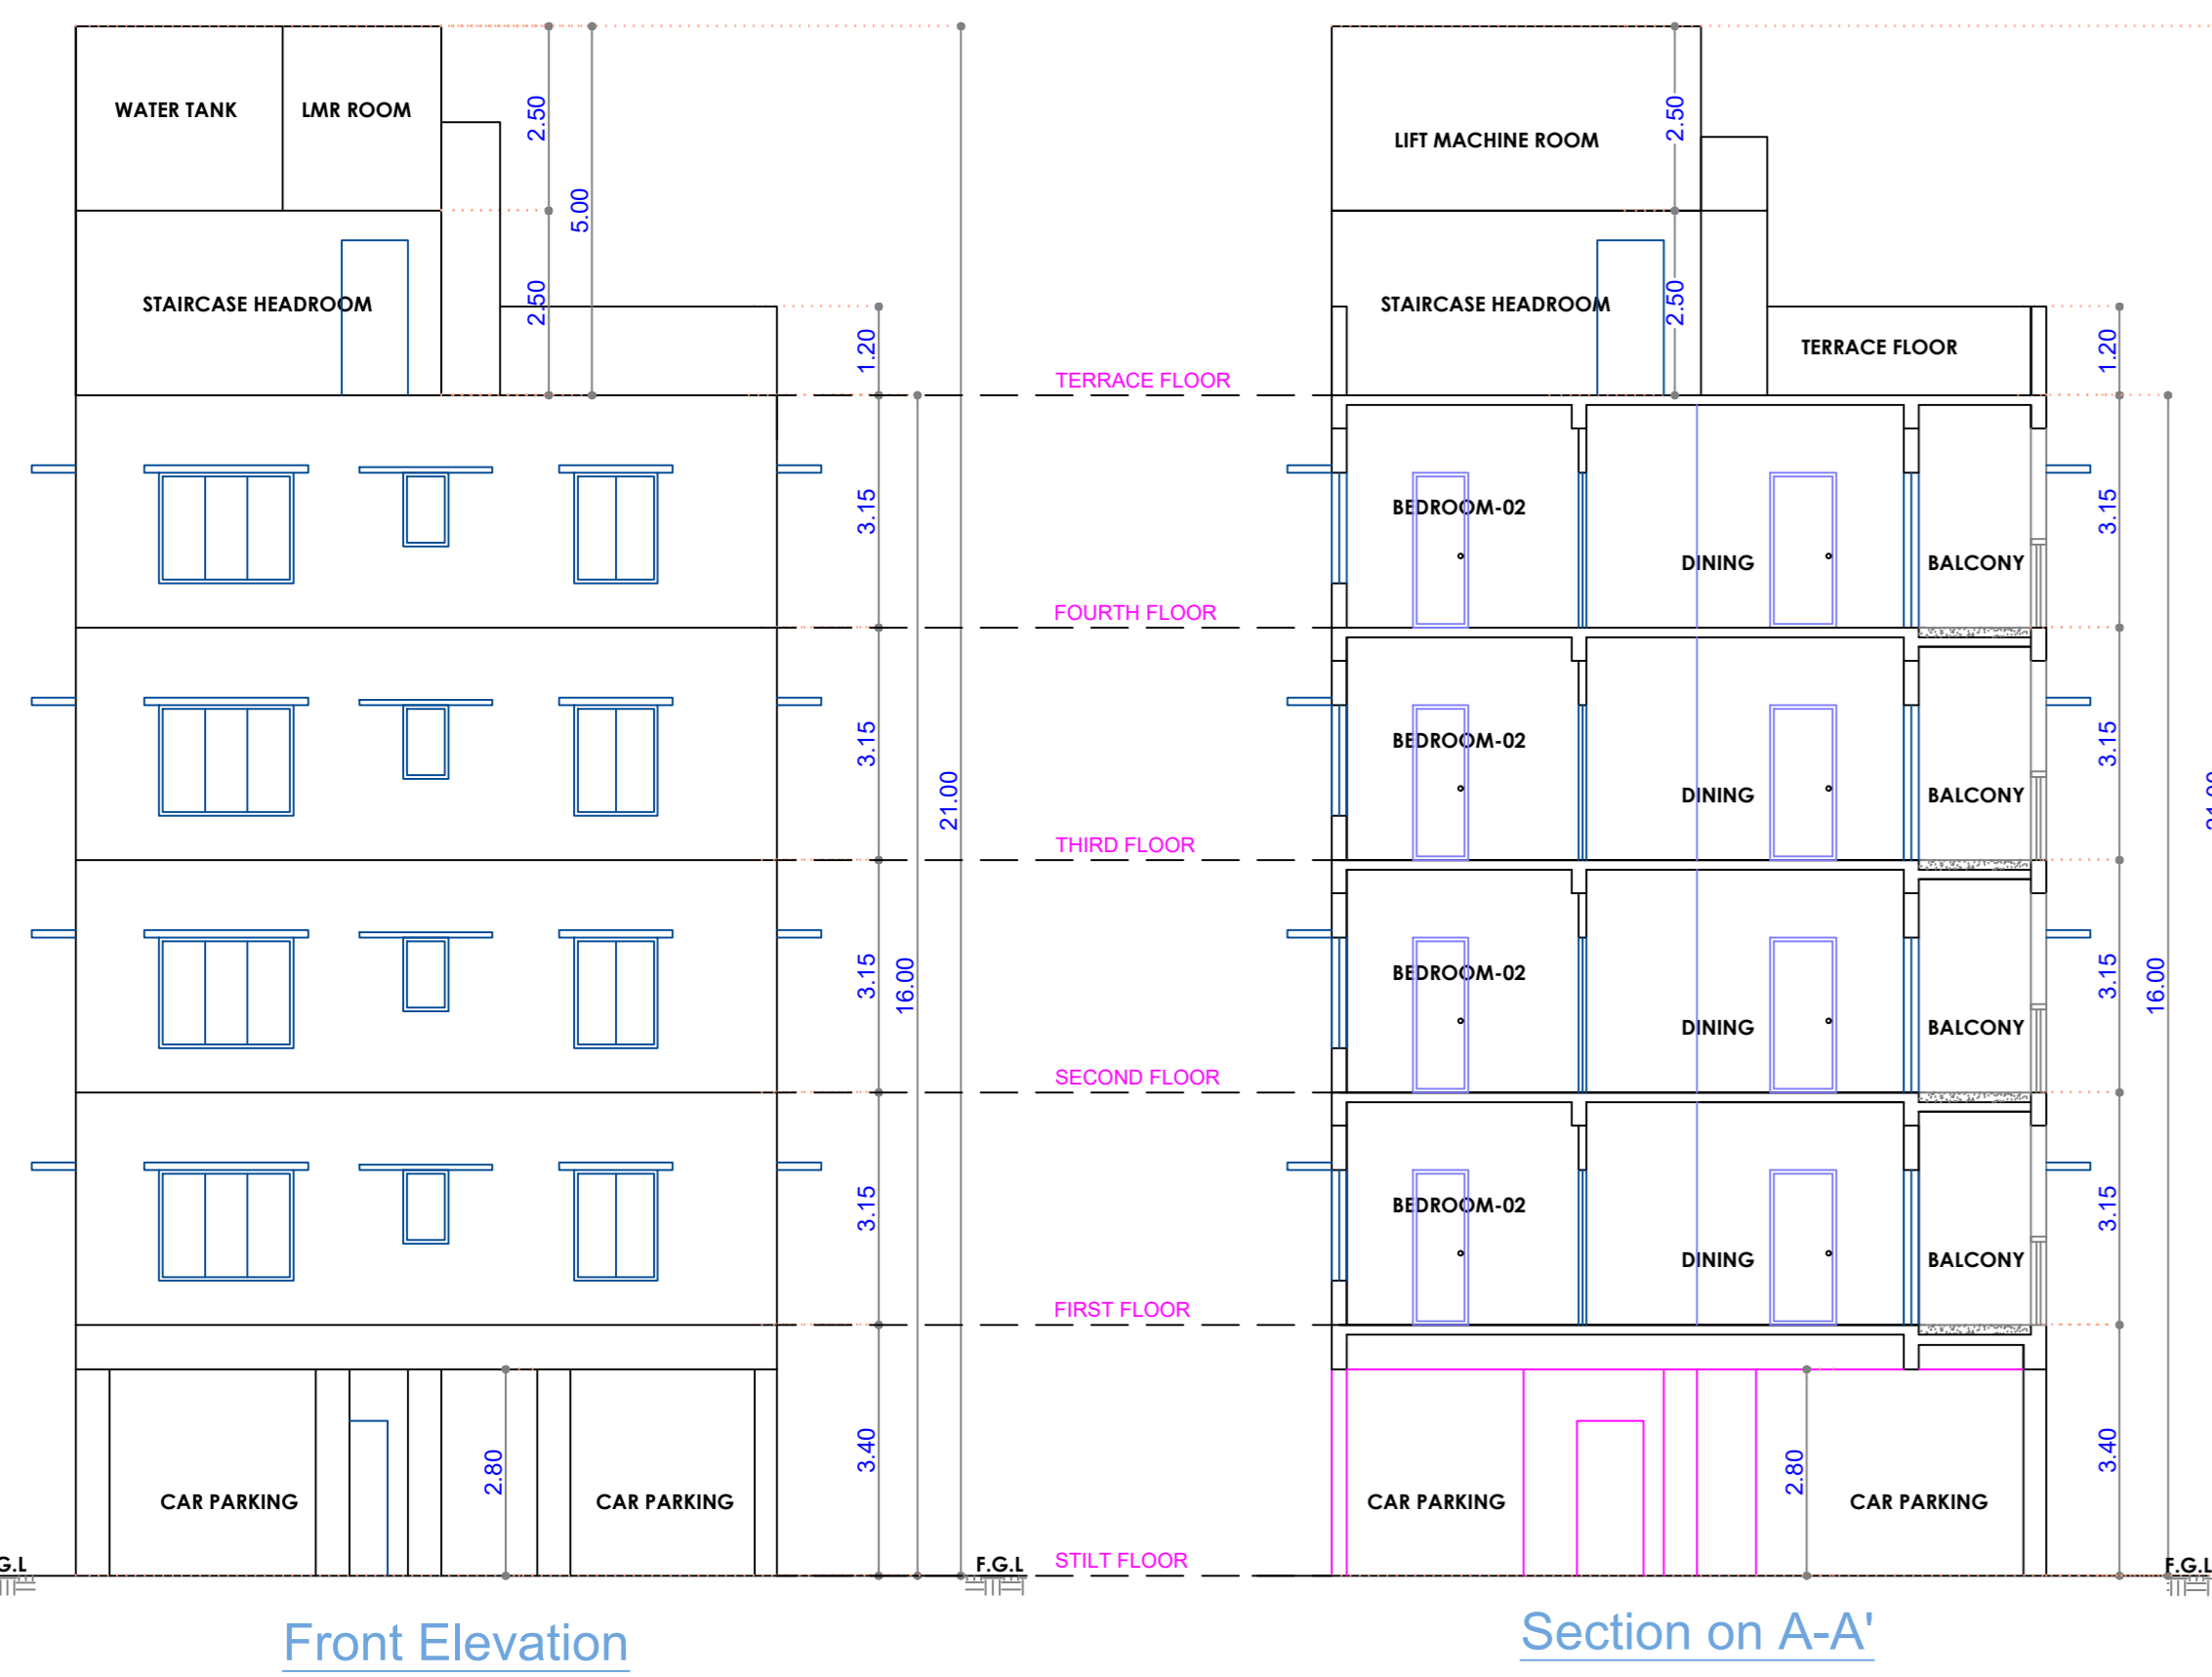 WATER TANK
LMR ROOM
2.50
5.00
STAIRCASE HEADROOM
2.50
1.20
3.15
3.15
21.00
3.15
16.00
3.15
3.40
2.80
CAR PARKING
CAR PARKING
G.L
F.G.L
Front Elevation
TERRACE FLOOR
FOURTH FLOOR
THIRD FLOOR
SECOND FLOOR
FIRST FLOOR
STILT FLOOR
LIFT MACHINE ROOM
2.50
STAIRCASE HEADROOM
2.50
TERRACE FLOOR
1.20
BEDROOM-02
DINING
BALCONY
3.15
BEDROOM-02
DINING
BALCONY
3.15
21.00
BEDROOM-02
DINING
BALCONY
3.15
16.00
BEDROOM-02
DINING
BALCONY
3.15
CAR PARKING
2.80
CAR PARKING
3.40
F.G.L
Section on A-A'